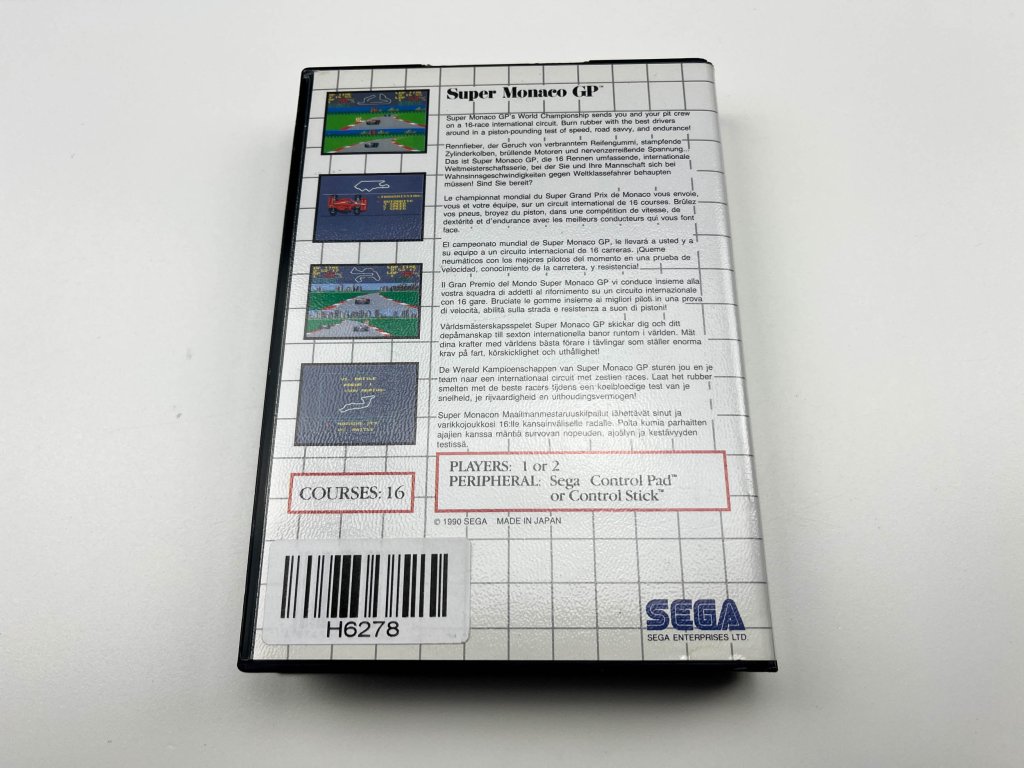 Super Monaco GP™
Super Monaco GP's World Championship sends you and your pit crew
on a 16-race international circuit. Burn rubber with the best drivers
around in a piston-pounding test of speed, road savvy, and endurance!
Rennfieber, der Geruch von verbranntem Reifengummi, stampfende
Zylinderkolben, brüllende Motoren und nervenzerreißende Spannung.
Das ist Super Monaco GP, die 16 Rennen umfassende, internationale
Weltmeisterschaftsserie, bei der Sie und Ihre Mannschaft sich bei
Wahnsinnsgeschwindigkeiten gegen Weltklassefahrer behaupten
müssen! Sind Sie bereit?
Le championnat mondial du Super Grand Prix de Monaco vous envoie,
vous et votre équipe, sur un circuit international de 16 courses. Brûlez
vos pneus, broyez du piston, dans une compétition de vitesse, de
dextérité et d'endurance avec les meilleurs conducteurs qui vous font
face.
El campeonato mundial de Super Monaco GP, le llevará a usted y a
su equipo a un circuito internacional de 16 carreras. ¡Queme
neumáticos con los mejores pilotos del momento en una prueba de
velocidad, conocimiento de la carretera, y resistencia!
Il Gran Premio del Mondo Super Monaco GP vi conduce insieme alla
vostra squadra di addetti al rifornimento su un circuito internazionale
con 16 gare. Bruciate le gomme insieme ai migliori piloti in una prova
di velocità, abilità sulla strada e resistenza a suon di pistoni!
Världsmästerskapsspelet Super Monaco GP skickar dig och ditt
depåmanskap till sexton internationella banor runtom i världen. Mät
dina krafter med världens bästa förare i tävlingar som ställer enorma
krav på fart, körskicklighet och uthållighet!
De Wereld Kampioenschappen van Super Monaco GP sturen jou en je
team naar een internationaal circuit met zestien races. Laat het rubber
smelten met de beste racers tijdens een keelbloedige test van je
snelheid, je rijvaardigheid en uithoudingsvermogen!
Super Monacon Maailmanmestaruuskilpailut lähettävät sinut ja
varikkojoukkosi 16:lle kansainväliselle radalle. Polta kumia parhaitten
ajajien kanssa mäntiä survovan nopeuden, ajoälyn ja kestävyyden
testissä.
PLAYERS: 1 or 2
PERIPHERAL: Sega Control Pad™
or Control Stick™
COURSES: 16
© 1990 SEGA MADE IN JAPAN
H6278
SEGA
SEGA ENTERPRISES LTD.